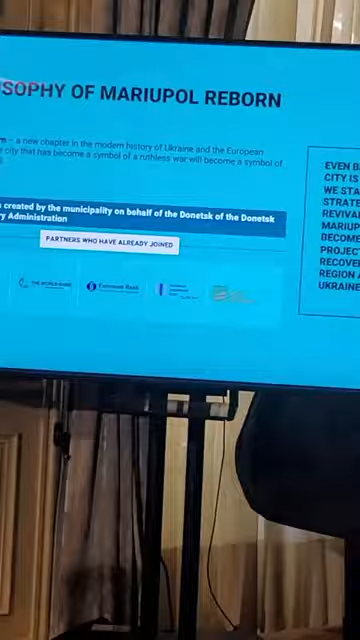 SOPHY OF MARIUPOL REBORN
– a new chapter in the modern history of Ukraine and the European
city that has become a symbol of a ruthless war will become a symbol of
created by the municipality on behalf of the Donetsk of the Donetsk
ry Administration
PARTNERS WHO HAVE ALREADY JOINED
THE WORLD BANK
European Bank
EVEN B
CITY IS
WE STA
STRATE
REVIVA
MARIUP
BECOME
PROJEC
RECOVE
REGION A
UKRAINE